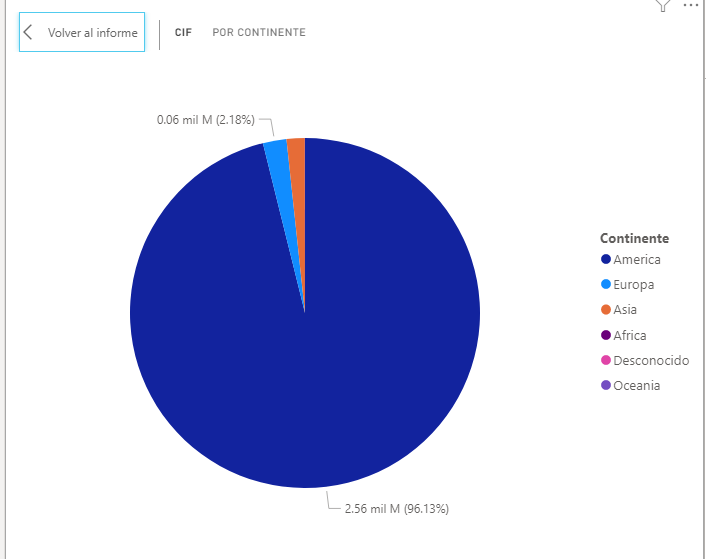 Volver al informe
CIF
POR CONTINENTE
0.06 mil M (2.18%)
Continente
America
Europa
Asia
Africa
Desconocido
Oceania
2.56 mil M (96.13%)